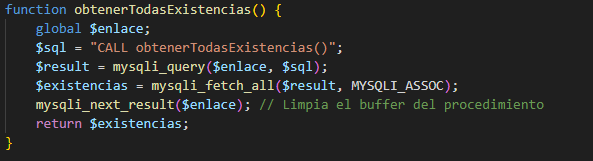 function obtenerTodasExistencias() {
    global $enlace;
    $sql = "CALL obtenerTodasExistencias()";
    $result = mysqli_query($enlace, $sql);
    $existencias = mysqli_fetch_all($result, MYSQLI_ASSOC);
    mysqli_next_result($enlace); // Limpia el buffer del procedimiento
    return $existencias;
}